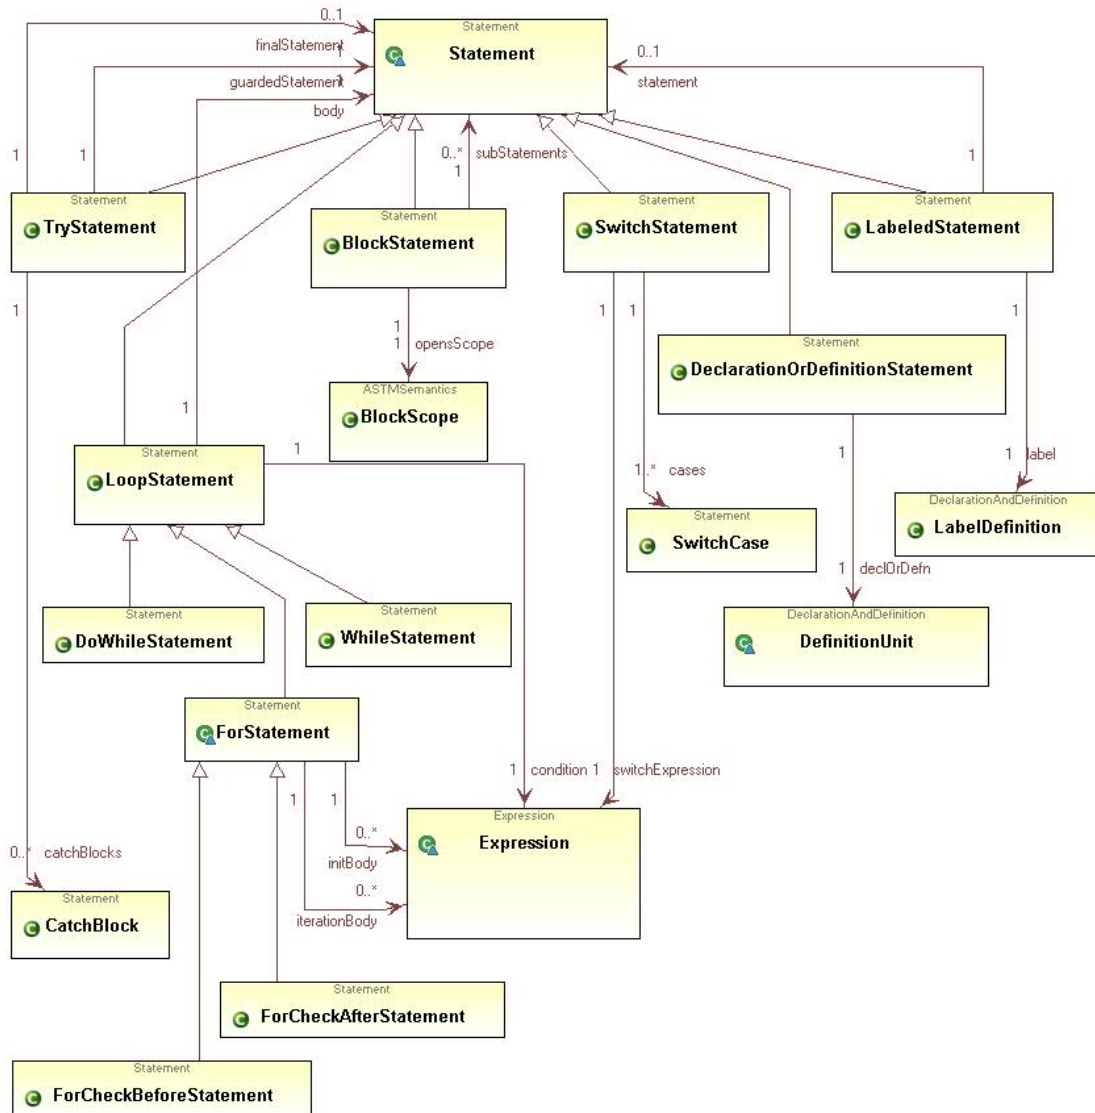 0..1
Statement
finalStatement
Statement
1
0..1
guardedStatement
statement
1
body
1
1
0..*
subStatements
1
1
Statement
TryStatement
Statement
BlockStatement
Statement
SwitchStatement
Statement
LabeledStatement
1
1
1
opensScope
1
1
1
Statement
DeclarationOrDefinitionStatement
ASTMSemantics
BlockScope
1
1
1
1
label
Statement
LoopStatement
1..*
cases
DeclarationAndDefinition
LabelDefinition
Statement
SwitchCase
1
declOrDefn
Statement
DoWhileStatement
Statement
WhileStatement
DeclarationAndDefinition
DefinitionUnit
Statement
ForStatement
1
condition
1
switchExpression
1
1
Expression
Expression
0..*
initBody
0..*
catchBlocks
0..*
iterationBody
Statement
CatchBlock
Statement
ForCheckAfterStatement
Statement
ForCheckBeforeStatement